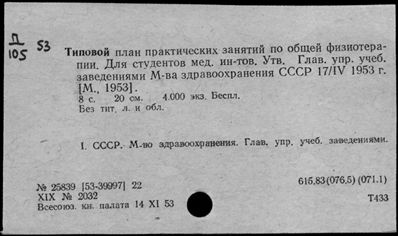 Д
105
53
Типовой план практических занятий по общей физиотера-
пии. Для студентов мед. ин-тов. Утв. Глав. упр. учеб.
заведениями М-ва здравоохранения СССР 17/IV 1953 г.
[М., 1953].
8 с. 20 см. 4.000 экз. Беспл.
Без тит. л. и обл.
1. СССР. М-во здравоохранения. Глав. упр. учеб. заведениями.
№ 25839 [53-39997] 22
615.83(076.5) (071.1)
XIX № 2032
Всесоюз. кн. палата 14 XI 53
Т433